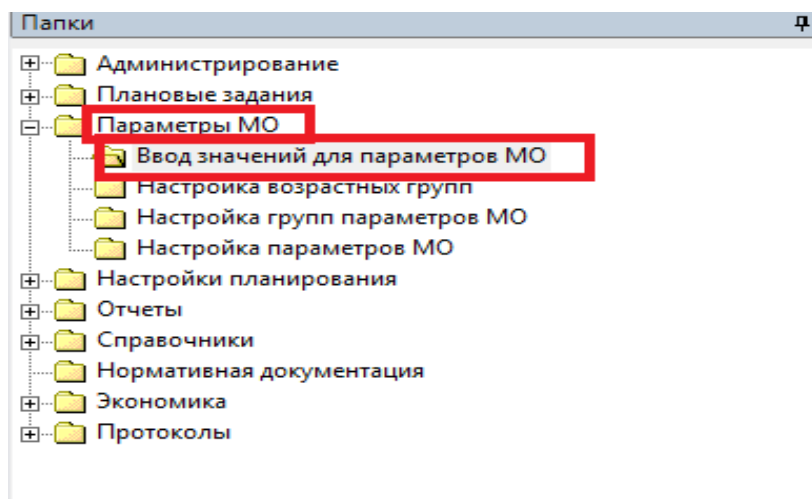 Папки
Администрирование
Плановые задания
Параметры МО
Ввод значений для параметров МО
Настройка возрастных групп
Настройка групп параметров МО
Настройка параметров МО
Настройки планирования
Отчеты
Справочники
Нормативная документация
Экономика
Протоколы